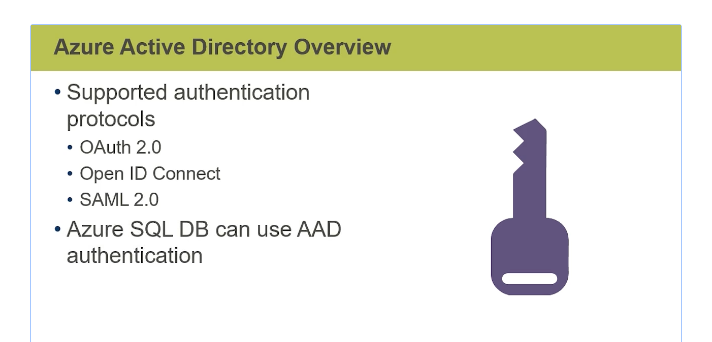 Azure Active Directory Overview
• Supported authentication
protocols
• OAuth 2.0
• Open ID Connect
• SAML 2.0
• Azure SQL DB can use AAD
authentication